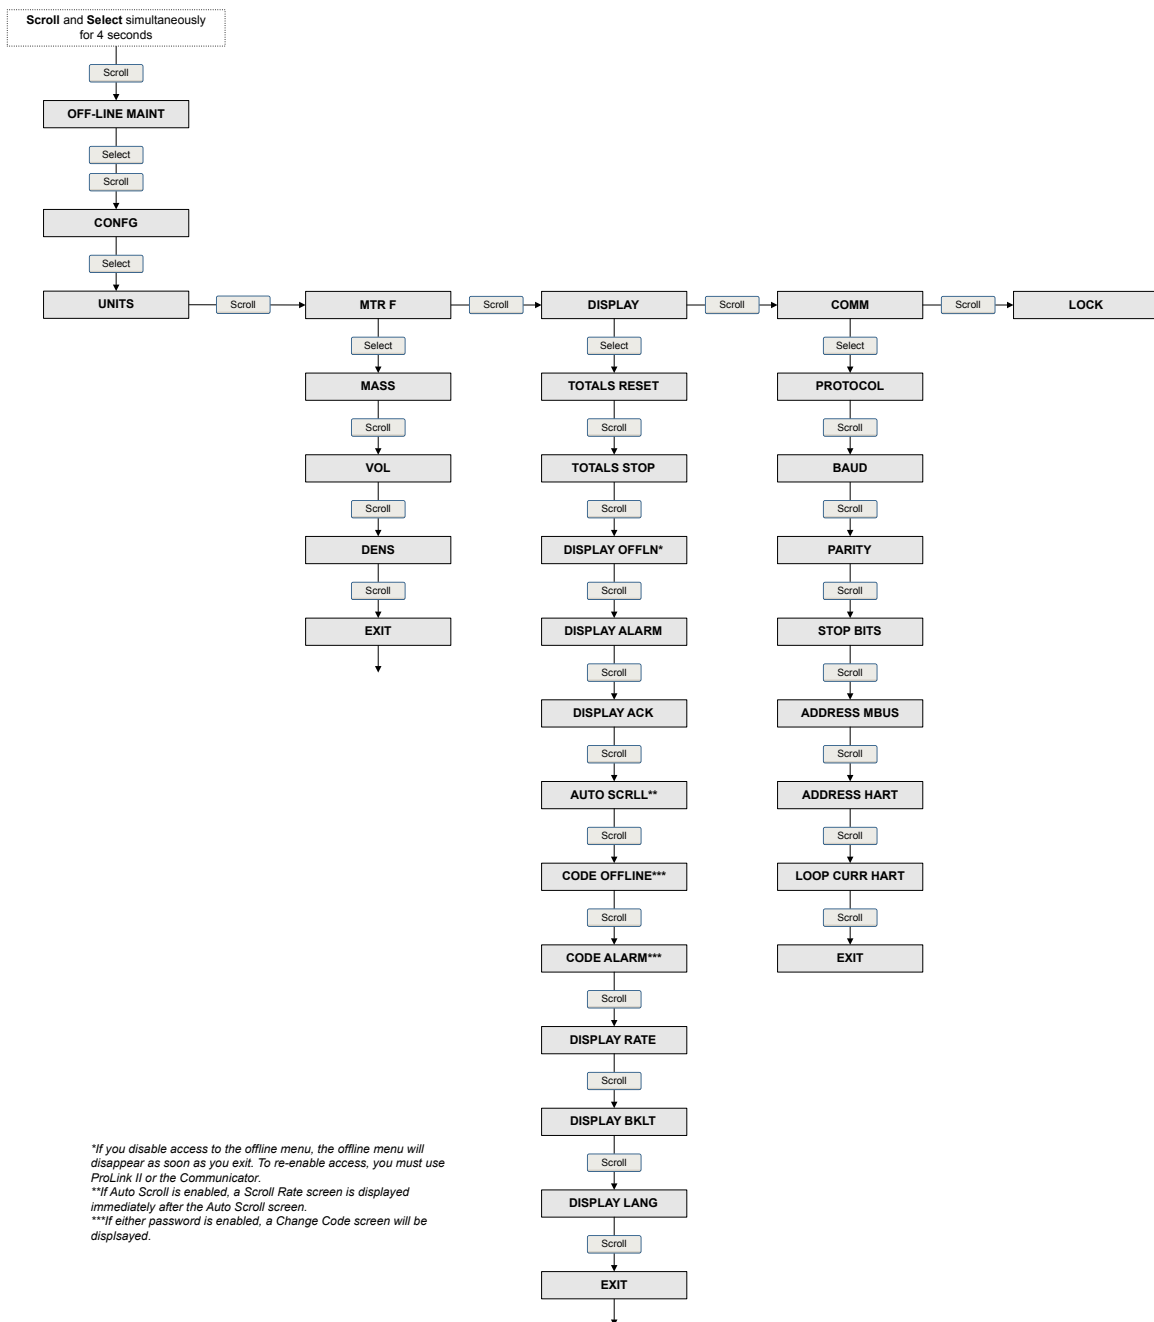 Scroll and Select simultaneously
for 4 seconds
Scroll
OFF-LINE MAINT
Select
Scroll
CONFG
Select
UNITS
Scroll
MTR F
Scroll
DISPLAY
Scroll
COMM
Scroll
LOCK
Select
MASS
Scroll
VOL
Scroll
DENS
Scroll
EXIT
Select
TOTALS RESET
Scroll
TOTALS STOP
Scroll
DISPLAY OFFLN*
Scroll
DISPLAY ALARM
Scroll
DISPLAY ACK
Scroll
AUTO SCRLL**
Scroll
CODE OFFLINE***
Scroll
CODE ALARM***
Scroll
DISPLAY RATE
Scroll
DISPLAY BKLT
Scroll
DISPLAY LANG
Scroll
EXIT
Select
PROTOCOL
Scroll
BAUD
Scroll
PARITY
Scroll
STOP BITS
Scroll
ADDRESS MBUS
Scroll
ADDRESS HART
Scroll
LOOP CURR HART
Scroll
EXIT
*If you disable access to the offline menu, the offline menu will
disappear as soon as you exit. To re-enable access, you must use
ProLink II or the Communicator.
**If Auto Scroll is enabled, a Scroll Rate screen is displayed
immediately after the Auto Scroll screen.
***If either password is enabled, a Change Code screen will be
displsayed.